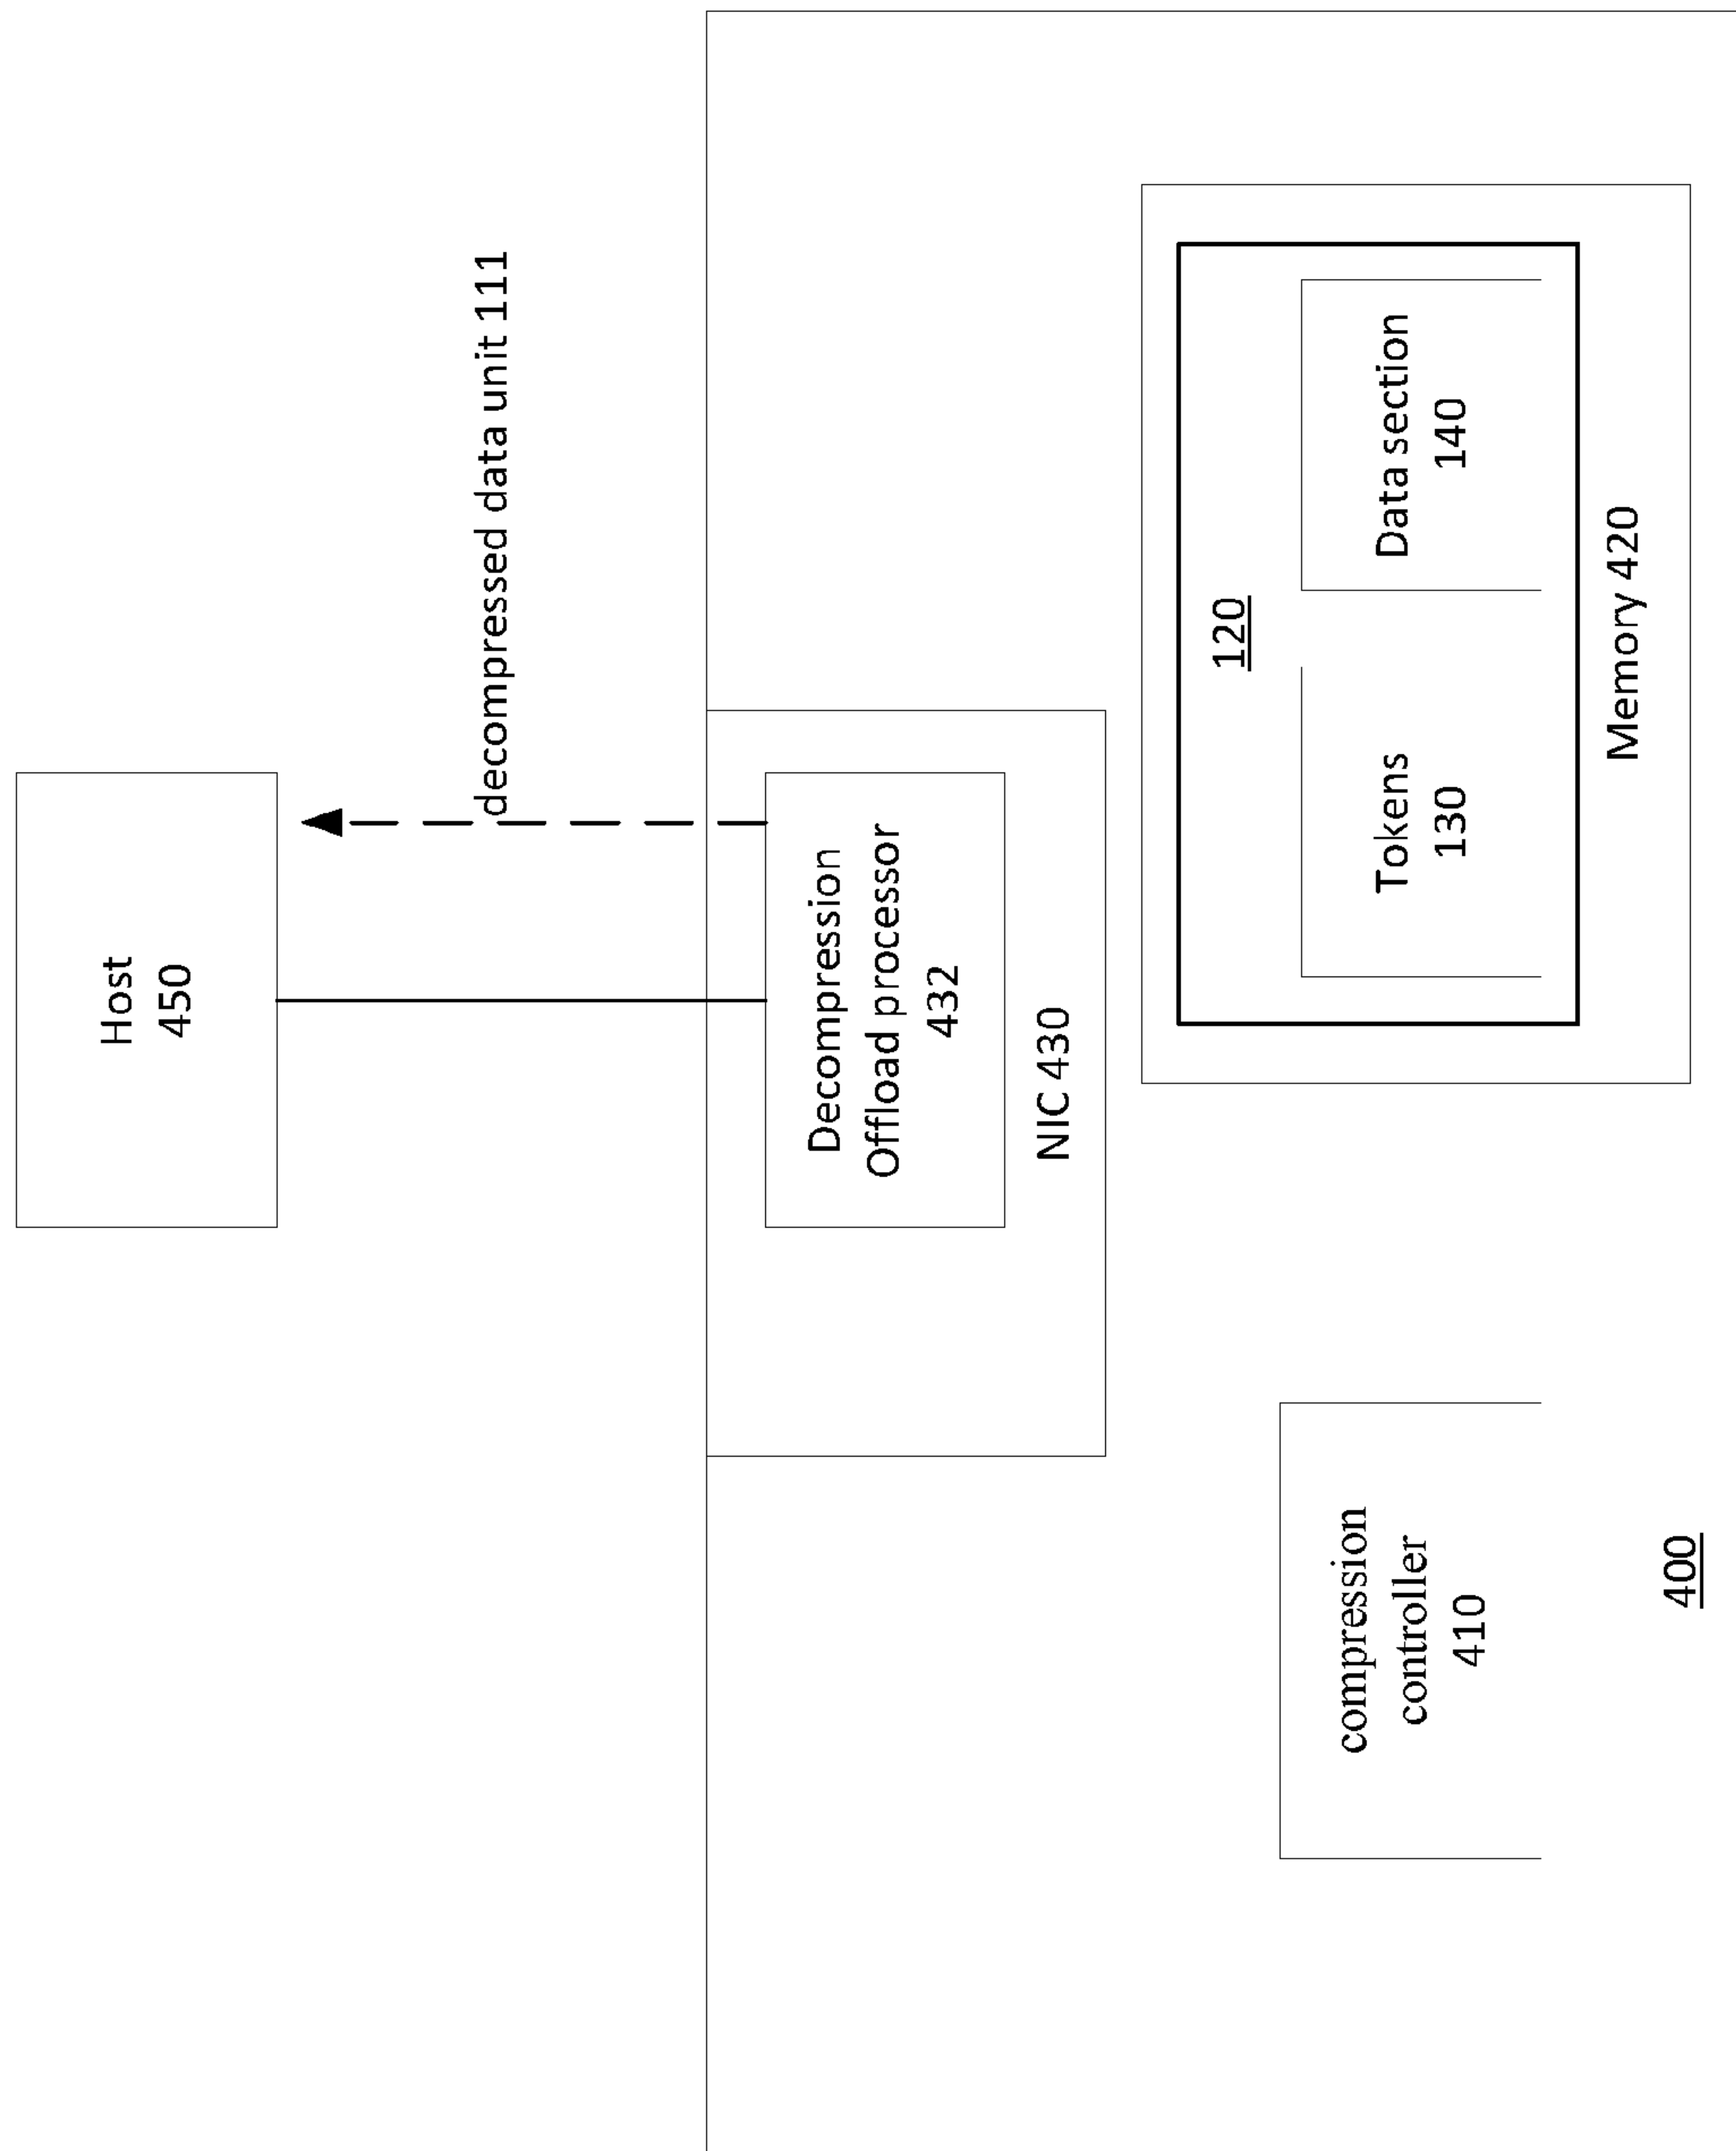 Host
450
decompressed data unit 111
Decompression
Offload processor
432
NIC 430
120
Tokens
130
Data section
140
Memory 420
compression
controller
410
400